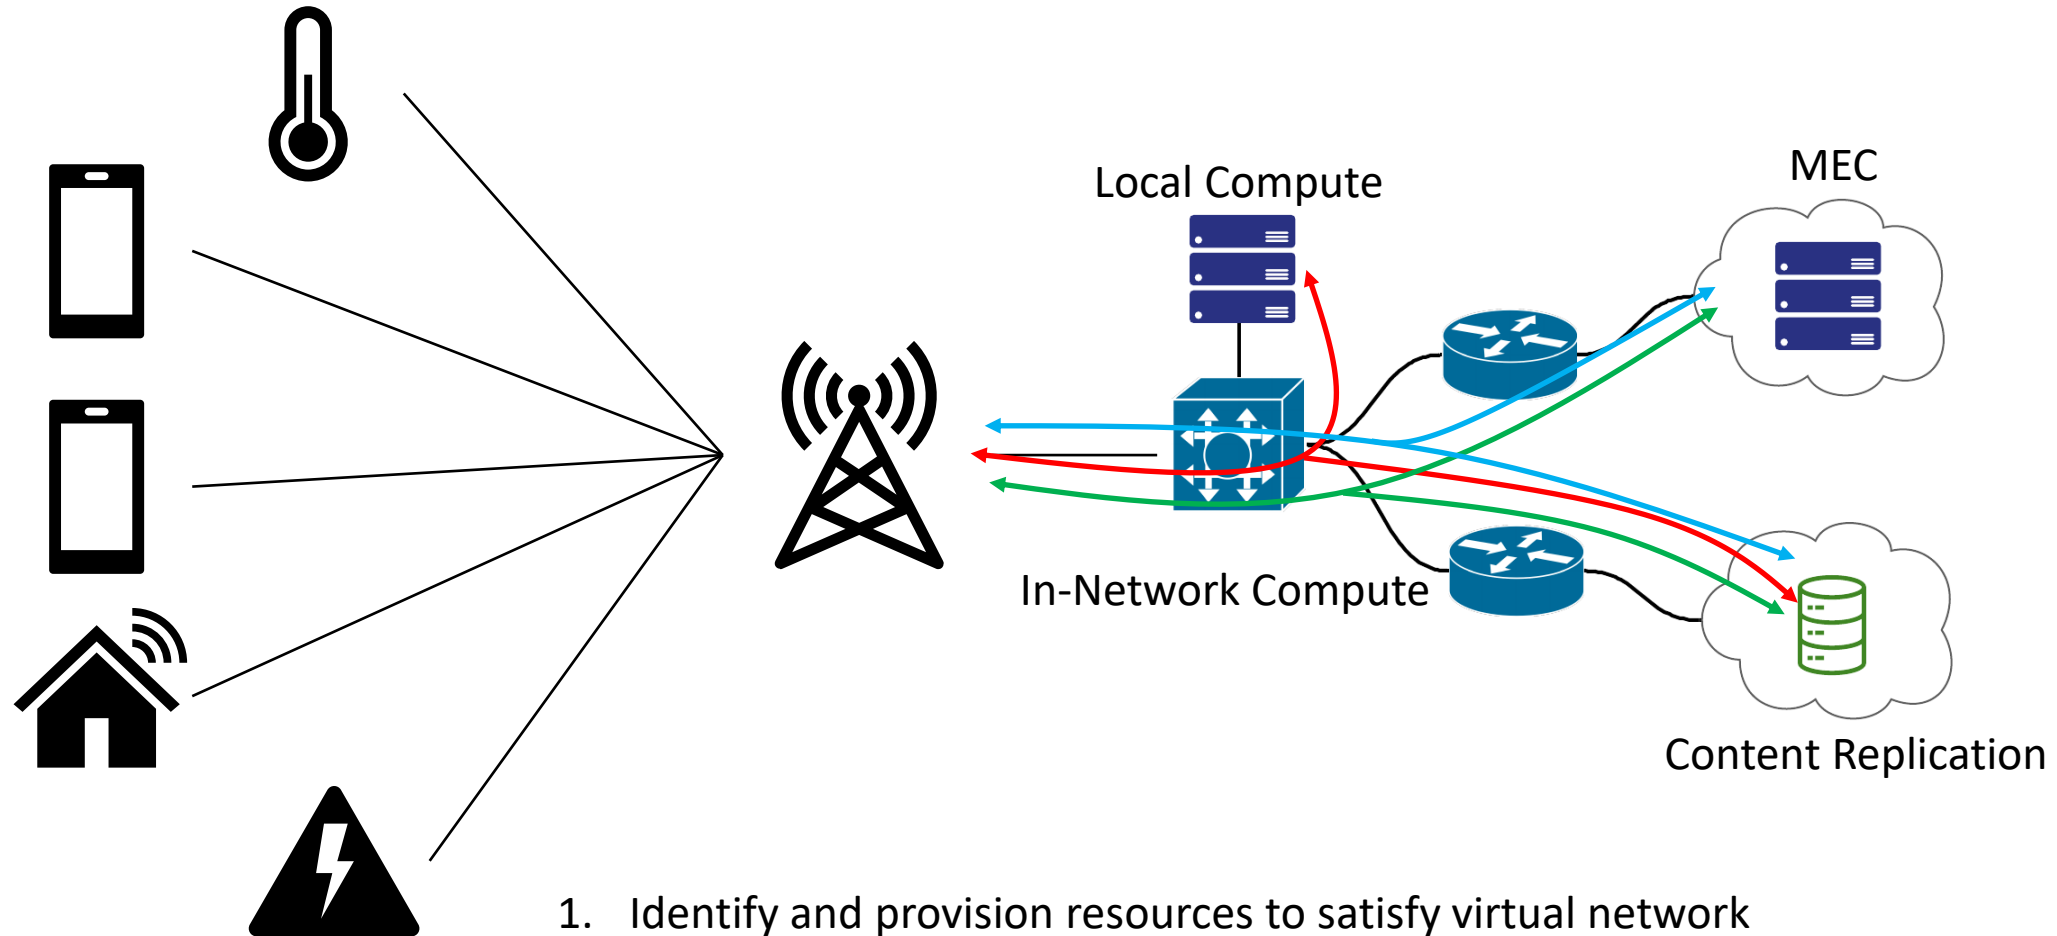 MEC
Local Compute
In-Network Compute
Content Replication
1. Identify and provision resources to satisfy virtual network